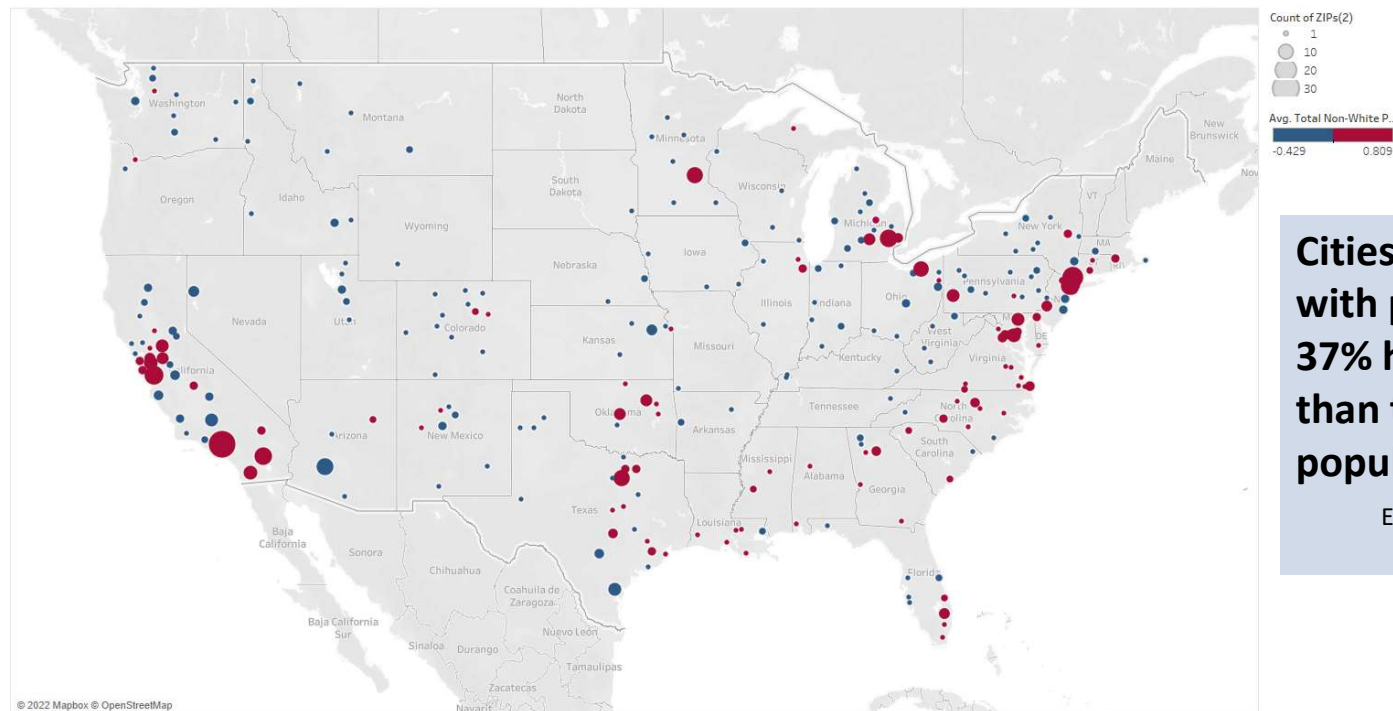 Count of ZIPs(2)
1
10
20
30
Avg. Total Non-White P..
-0.429 0.809
Cities
with p
37% h
than t
popu
E
North Dakota
Washington
Montana
Minnesota
New Brunswick
Maine
Oregon
Idaho
South Dakota
Wisconsin
Michigan
VT
Wyoming
New York
MA
RI
Iowa
Nebraska
Pennsylvania
Nevada
Utah
Colorado
Illinois
Indiana
Ohio
West Virginia
DE
Kansas
Missouri
Kentucky
Virginia
Oklahoma
Tennessee
North Carolina
Arizona
New Mexico
Arkansas
South Carolina
Mississippi
Alabama
Georgia
Texas
Louisiana
Baja California
Sonora
Chihuahua
Florida
Coahuila de Zaragoza
Baja California Sur
Nuevo León
Sinaloa
Durango
Tamaulipas
Zacatecas
Nayarit
© 2022 Mapbox © OpenStreetMap